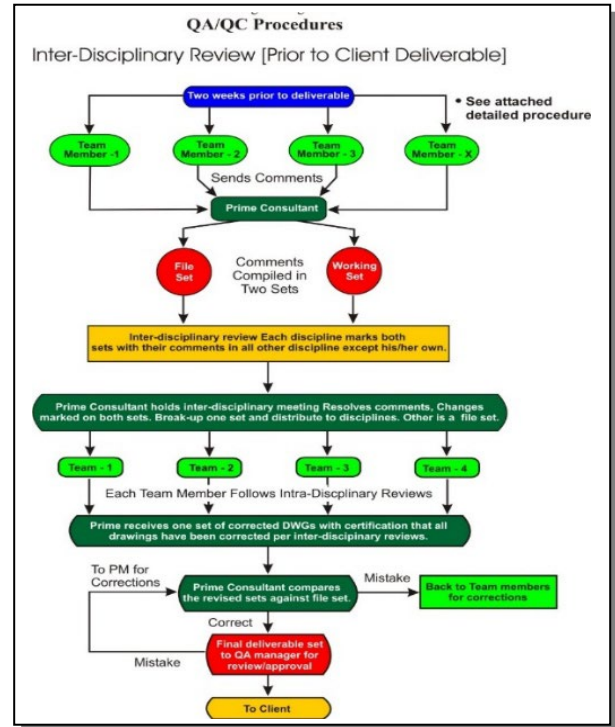 QA/QC Procedures
Inter-Disciplinary Review [Prior to Client Deliverable]
Two weeks prior to deliverable
• See attached
detailed procedure
Team
Member -1
Team
Member - 2
Team
Member - 3
Team
Member - X
Sends Comments
Prime Consultant
File
Set
Comments
Compiled in
Two Sets
Working
Set
Inter-disciplinary review Each discipline marks both
sets with their comments in all other discipline except his/her own.
Prime Consultant holds inter-disciplinary meeting Resolves comments, Changes
marked on both sets. Break-up one set and distribute to disciplines. Other is a file set.
Team - 1
Team - 2
Team - 3
Team - 4
Each Team Member Follows Intra-Discplinary Reviews
Prime receives one set of corrected DWGs with certification that all
drawings have been corrected per inter-discipinary reviews.
To PM for
Corrections
Prime Consultant compares
the revised sets against file set.
Mistake
Back to Team members
for corrections
Correct
Mistake
Final deliverable set
to QA manager for
review/approval
To Client